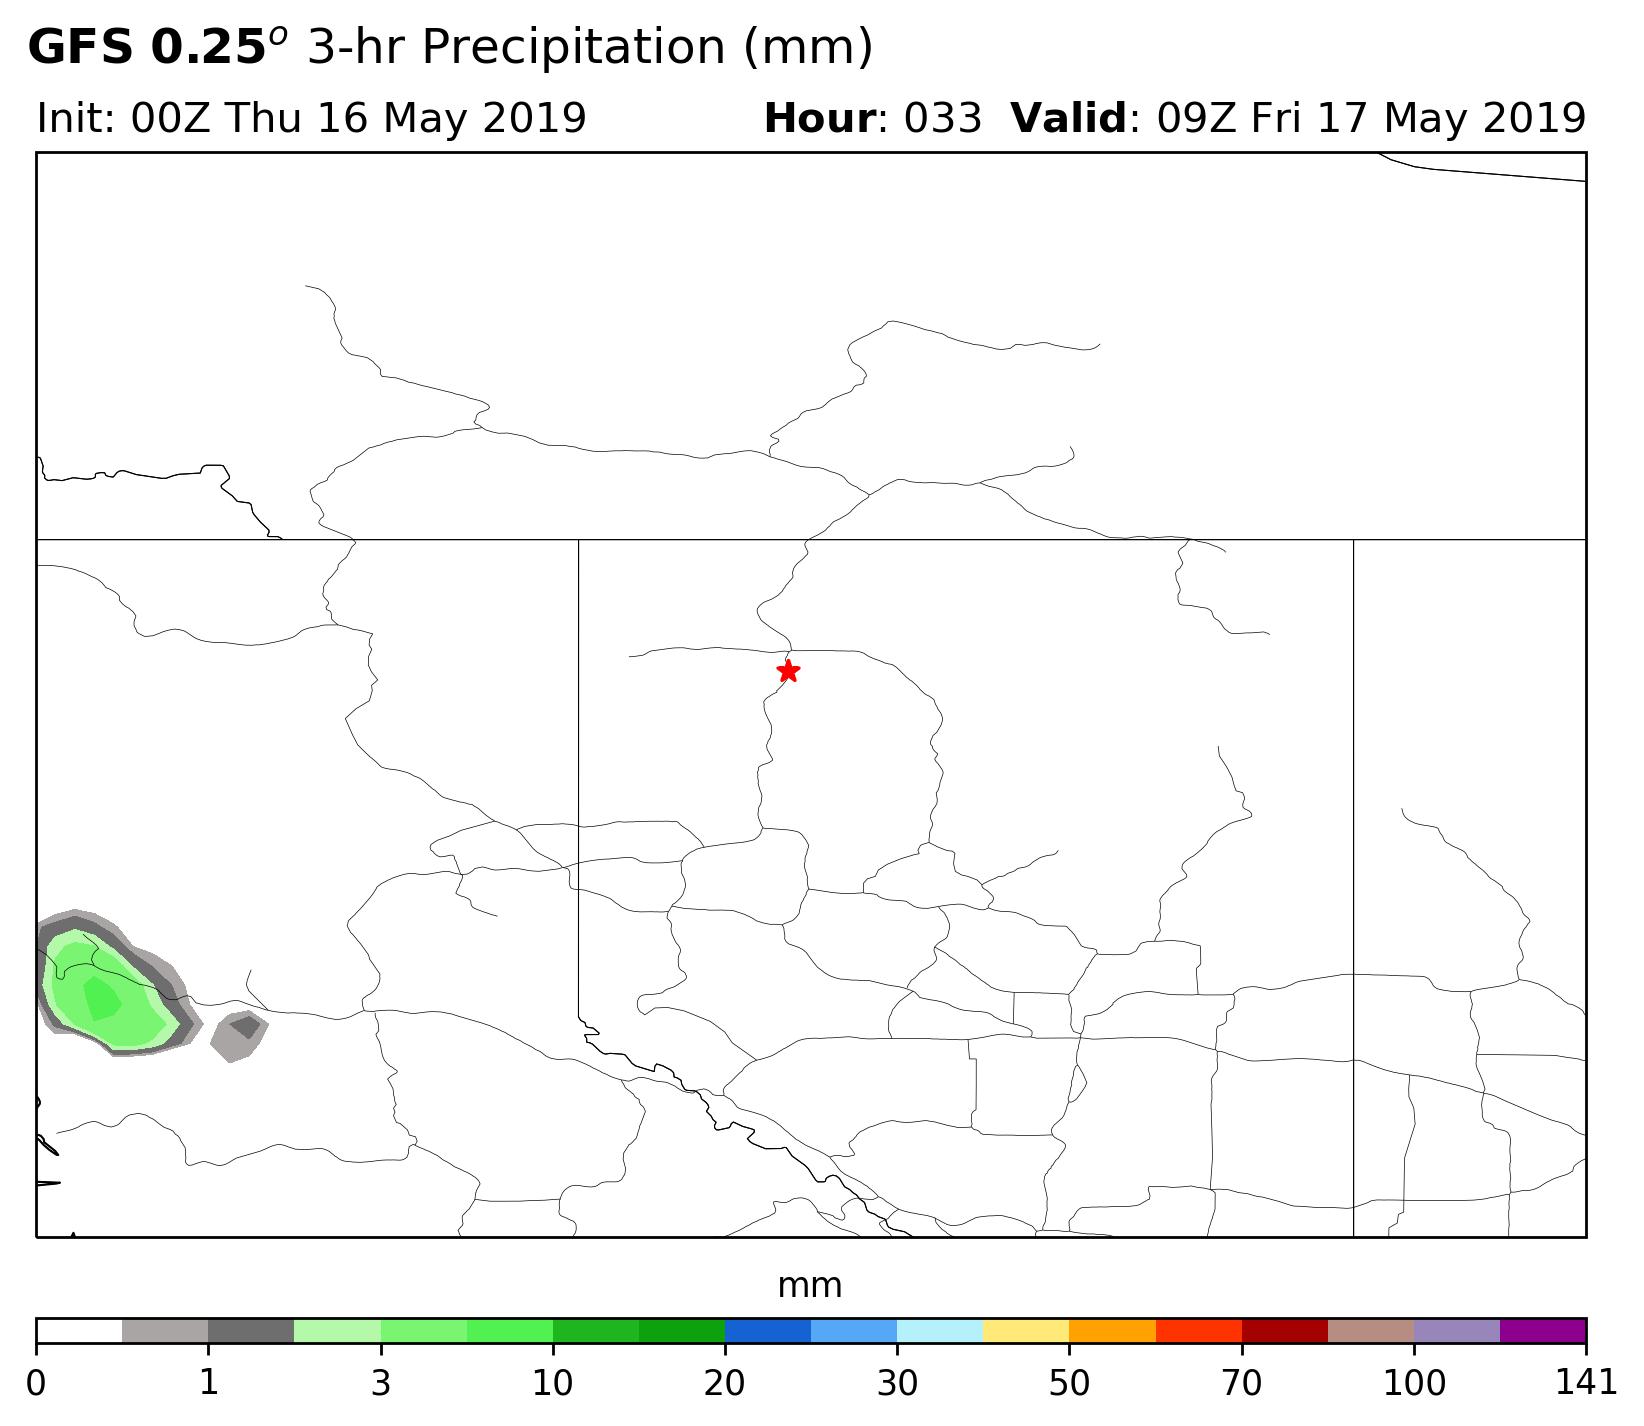 GFS 0.25° 3-hr Precipitation (mm)
Init: 00Z Thu 16 May 2019 Hour: 033 Valid: 09Z Fri 17 May 2019
mm
0 1 3 10 20 30 50 70 100 141